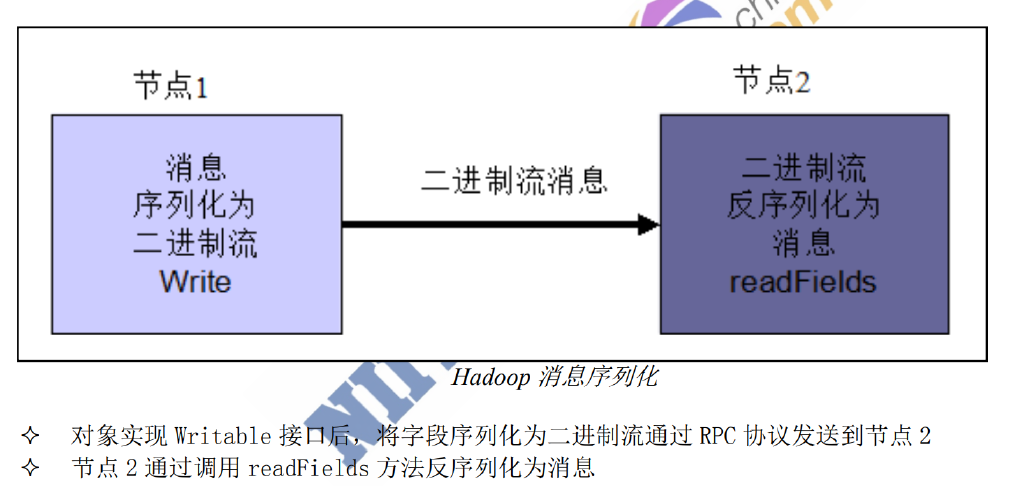 节点1
节点2
消息
序列化为
二进制流
Write
二进制流消息
二进制流
反序列化为
消息
readFields
Hadoop 消息序列化
✧ 对象实现 Writable 接口后，将字段序列化为二进制流通过 RPC 协议发送到节点 2
✧ 节点 2 通过调用 readFields 方法反序列化为消息